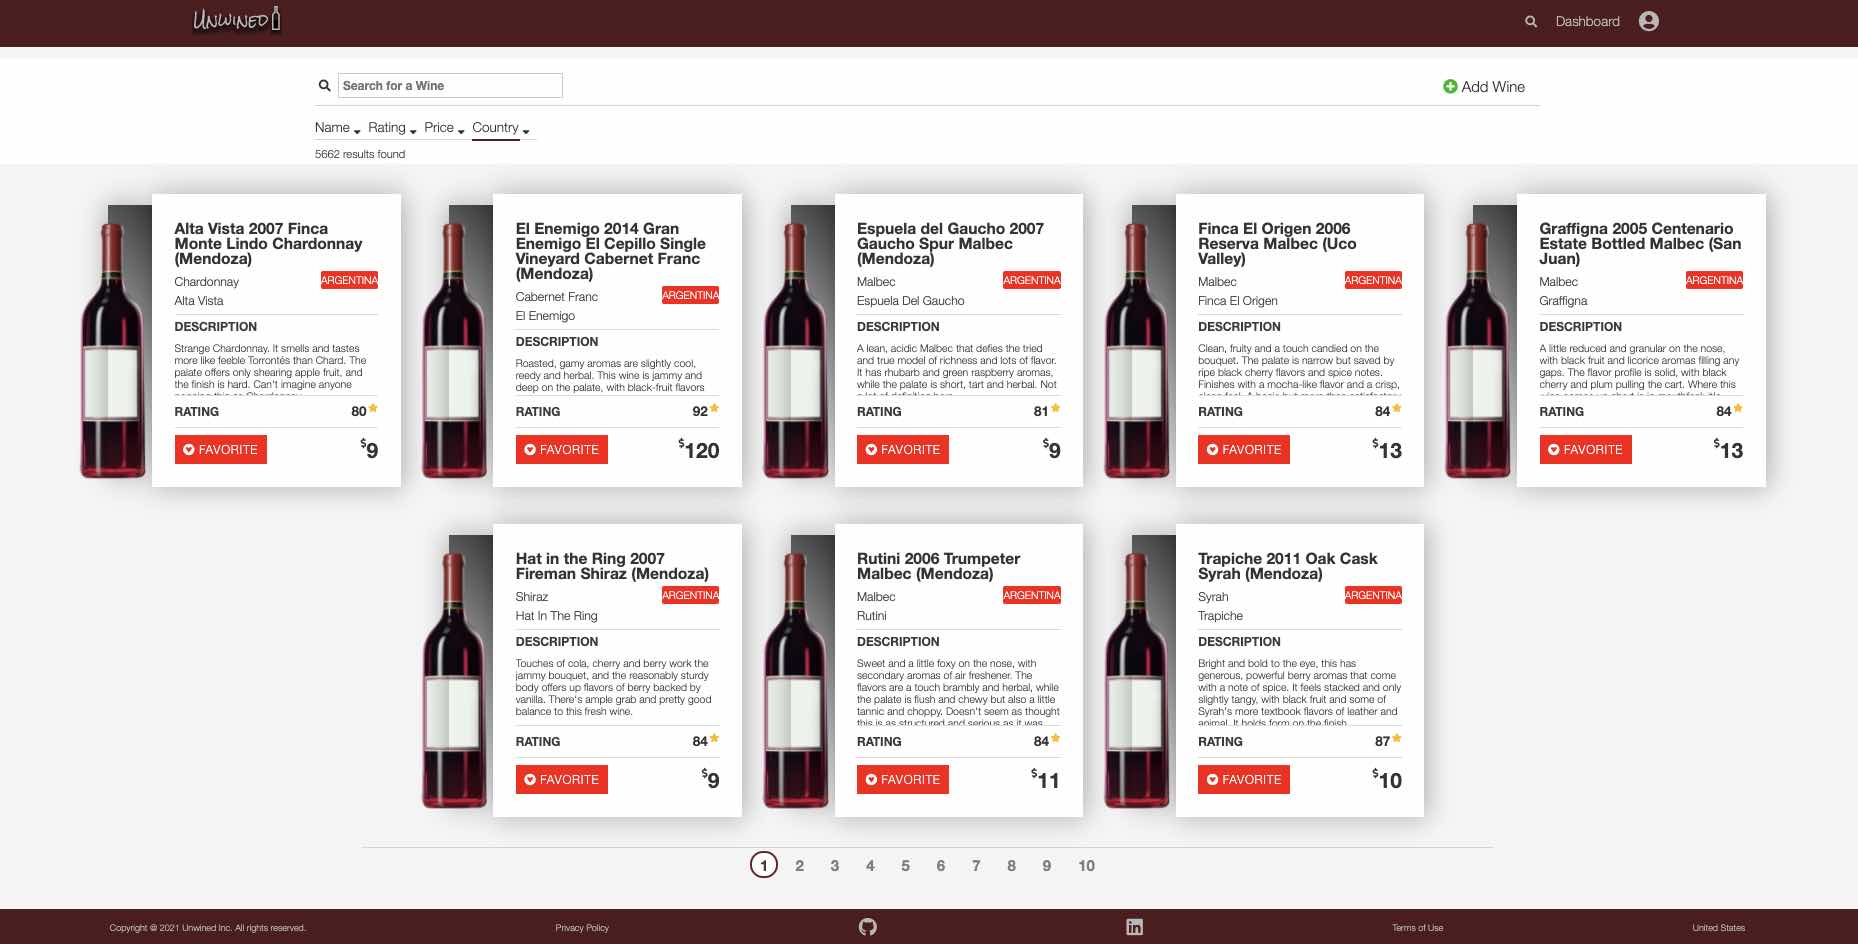 Unwined
Dashboard
Search for a Wine
Add Wine
Name Rating Price Country
5662 results found
Alta Vista 2007 Finca
Monte Lindo Chardonnay
(Mendoza)
Chardonnay
ARGENTINA
Alta Vista
DESCRIPTION
Strange Chardonnay. It smells and tastes
more like feeble Torrontés than Chard. The
palate offers only shearing apple fruit, and
the finish is hard. Can't imagine anyone
RATING 80
FAVORITE $9
El Enemigo 2014 Gran
Enemigo El Cepillo Single
Vineyard Cabernet Franc
(Mendoza)
Cabernet Franc
ARGENTINA
El Enemigo
DESCRIPTION
Roasted, gamy aromas are slightly cool,
reedy and herbal. This wine is jammy and
deep on the palate, with black-fruit flavors
RATING 92
FAVORITE $120
Espuela del Gaucho 2007
Gaucho Spur Malbec
(Mendoza)
Malbec
ARGENTINA
Espuela Del Gaucho
DESCRIPTION
A lean, acidic Malbec that defies the tried
and true model of richness and lots of flavor.
It has rhubarb and green raspberry aromas,
while the palate is short, tart and herbal. Not
RATING 81
FAVORITE $9
Finca El Origen 2006
Reserva Malbec (Uco
Valley)
Malbec
ARGENTINA
Finca El Origen
DESCRIPTION
Clean, fruity and a touch candied on the
bouquet. The palate is narrow but saved by
ripe black cherry flavors and spice notes.
Finishes with a mocha-like flavor and a crisp,
RATING 84
FAVORITE $13
Graffigna 2005 Centenario
Estate Bottled Malbec (San
Juan)
Malbec
ARGENTINA
Graffigna
DESCRIPTION
A little reduced and granular on the nose,
with black fruit and licorice aromas filling any
gaps. The flavor profile is solid, with black
cherry and plum pulling the cart. Where this
RATING 84
FAVORITE $13
Hat in the Ring 2007
Fireman Shiraz (Mendoza)
Shiraz
ARGENTINA
Hat In The Ring
DESCRIPTION
Touches of cola, cherry and berry work the
jammy bouquet, and the reasonably sturdy
body offers up flavors of berry backed by
vanilla. There's ample grab and pretty good
balance to this fresh wine.
RATING 84
FAVORITE $9
Rutini 2006 Trumpeter
Malbec (Mendoza)
Malbec
ARGENTINA
Rutini
DESCRIPTION
Sweet and a little foxy on the nose, with
secondary aromas of air freshener. The
flavors are a touch brambly and herbal, while
the palate is flush and chewy but also a little
tannic and choppy. Doesn't seem as thought
this is as structured and serious as it was
RATING 84
FAVORITE $11
Trapiche 2011 Oak Cask
Syrah (Mendoza)
Syrah
ARGENTINA
Trapiche
DESCRIPTION
Bright and bold to the eye, this has
generous, powerful berry aromas that come
with a note of spice. It feels stacked and only
slightly tangy, with black fruit and some of
Syrah's more textbook flavors of leather and
animal. It holds form on the finish
RATING 87
FAVORITE $10
1 2 3 4 5 6 7 8 9 10
Copyright @ 2021 Unwined Inc. All rights reserved.
Privacy Policy
Terms of Use
United States